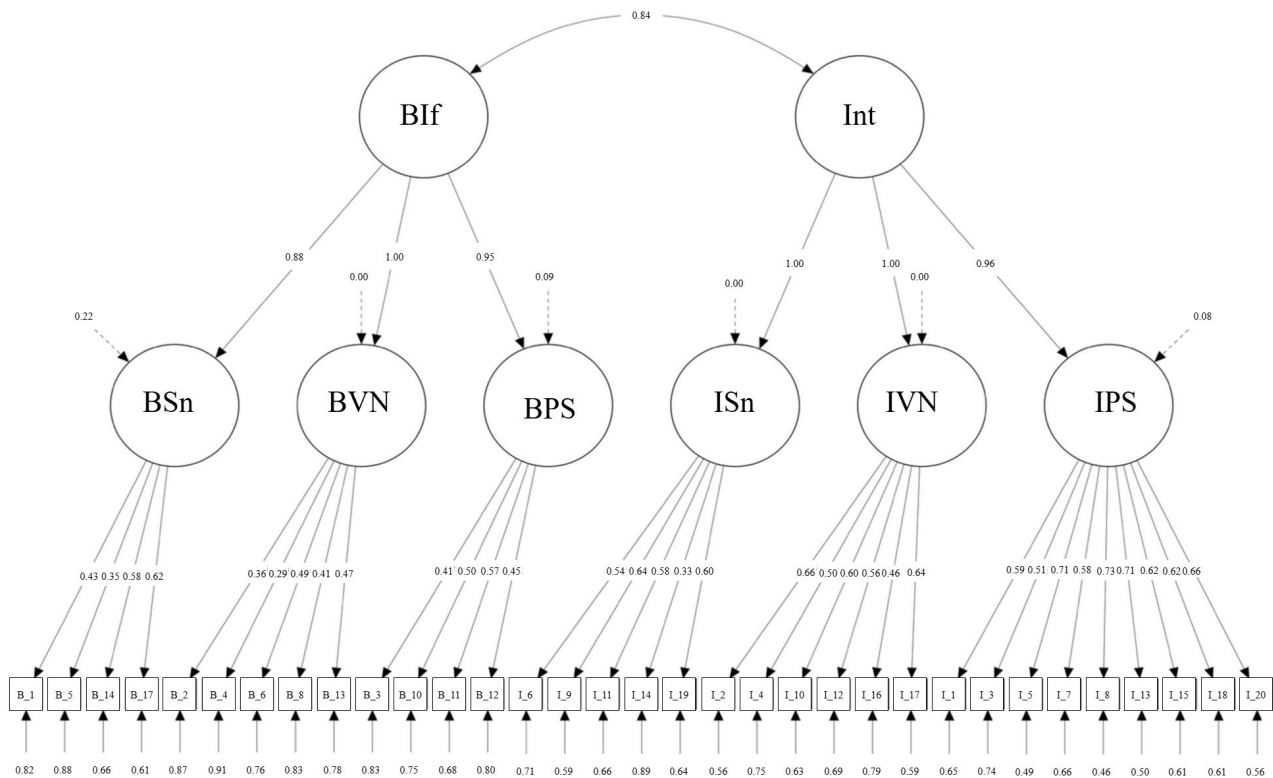 0.84
BIf Int
0.88 1.00 0.95 1.00 1.00 0.96
0.22 0.00 0.09 0.00 0.00 0.08
BSn BVN BPS ISn IVN IPS
0.43 0.35 0.58 0.62 0.36 0.29 0.49 0.41 0.47 0.41 0.50 0.57 0.45 0.54 0.64 0.58 0.33 0.60 0.66 0.50 0.60 0.56 0.46 0.64 0.59 0.51 0.71 0.58 0.73 0.71 0.62 0.62 0.66
B_1 B_5 B_14 B_17 B_2 B_4 B_6 B_8 B_13 B_3 B_10 B_11 B_12 I_6 I_9 I_11 I_14 I_19 I_2 I_4 I_10 I_12 I_16 I_17 I_1 I_3 I_5 I_7 I_8 I_13 I_15 I_18 I_20
0.82 0.88 0.66 0.61 0.87 0.91 0.76 0.83 0.78 0.83 0.75 0.68 0.80 0.71 0.59 0.66 0.89 0.64 0.56 0.75 0.63 0.69 0.79 0.59 0.65 0.74 0.49 0.66 0.46 0.50 0.61 0.61 0.56